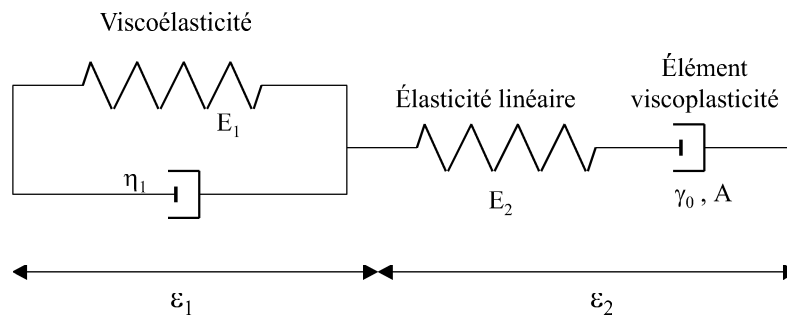 Viscoélasticité
E₁
η₁
Élasticité linéaire
E₂
Élément
viscoplasticité
γ₀ , A
ε₁
ε₂